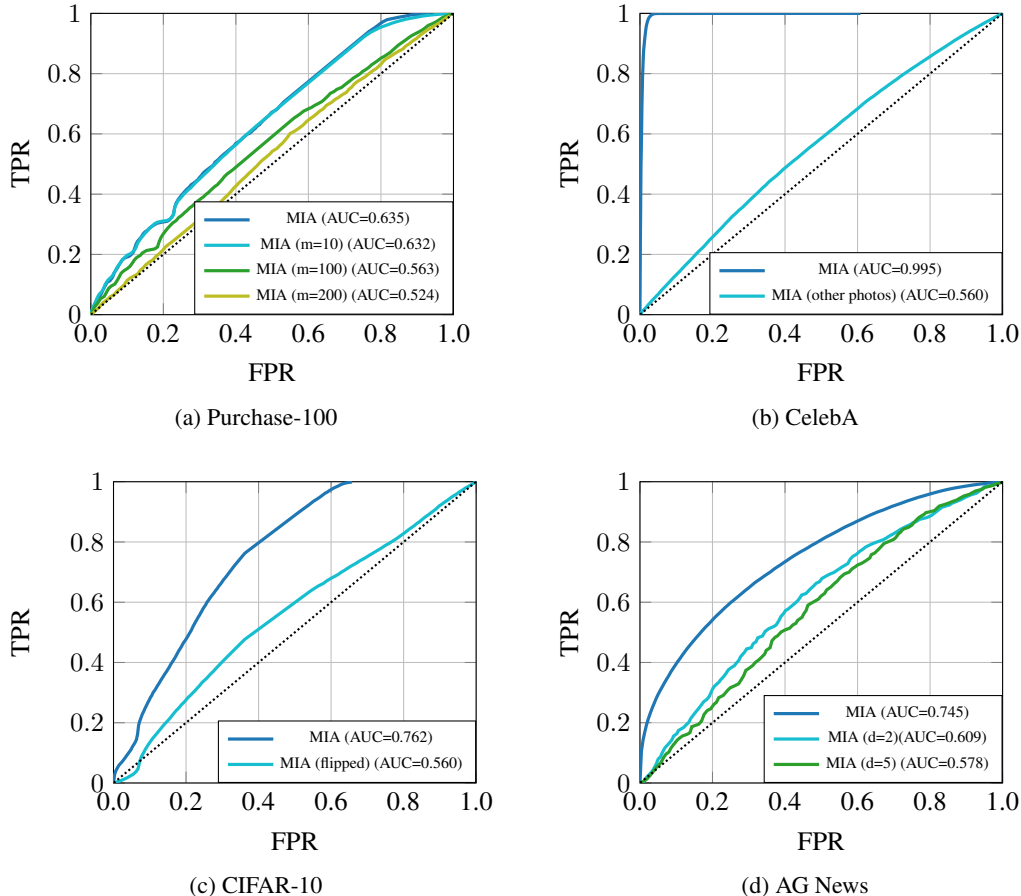 1
0.8
0.6
0.4
0.2
0
0.0 0.2 0.4 0.6 0.8 1.0
TPR
FPR
MIA (AUC=0.635)
MIA (m=10) (AUC=0.632)
MIA (m=100) (AUC=0.563)
MIA (m=200) (AUC=0.524)
(a) Purchase-100
1
0.8
0.6
0.4
0.2
0
0.0 0.2 0.4 0.6 0.8 1.0
TPR
FPR
MIA (AUC=0.995)
MIA (other photos) (AUC=0.560)
(b) CelebA
1
0.8
0.6
0.4
0.2
0
0.0 0.2 0.4 0.6 0.8 1.0
TPR
FPR
MIA (AUC=0.762)
MIA (flipped) (AUC=0.560)
(c) CIFAR-10
1
0.8
0.6
0.4
0.2
0
0.0 0.2 0.4 0.6 0.8 1.0
TPR
FPR
MIA (AUC=0.745)
MIA (d=2)(AUC=0.609)
MIA (d=5) (AUC=0.578)
(d) AG News